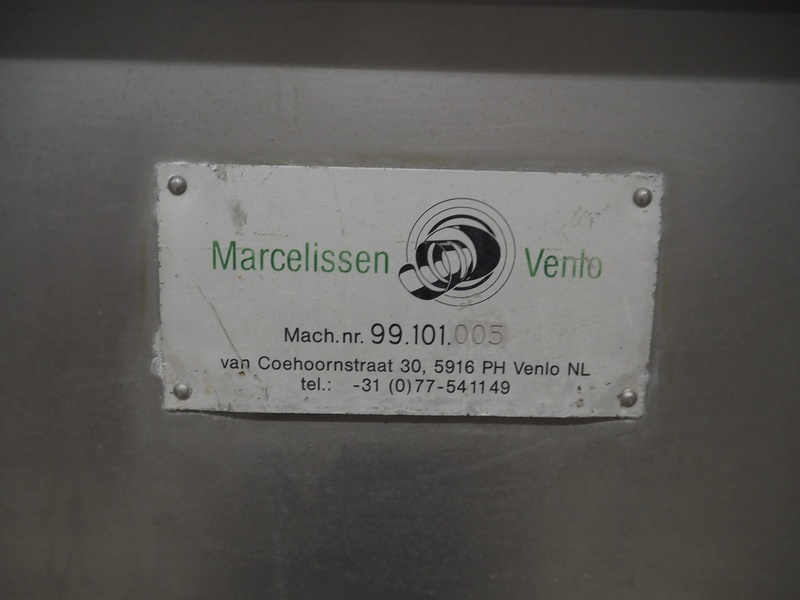 Marcelissen Venlo
Mach.nr. 99.101.005
van Coehoornstraat 30, 5916 PH Venlo NL
tel.: -31 (0)77-541149